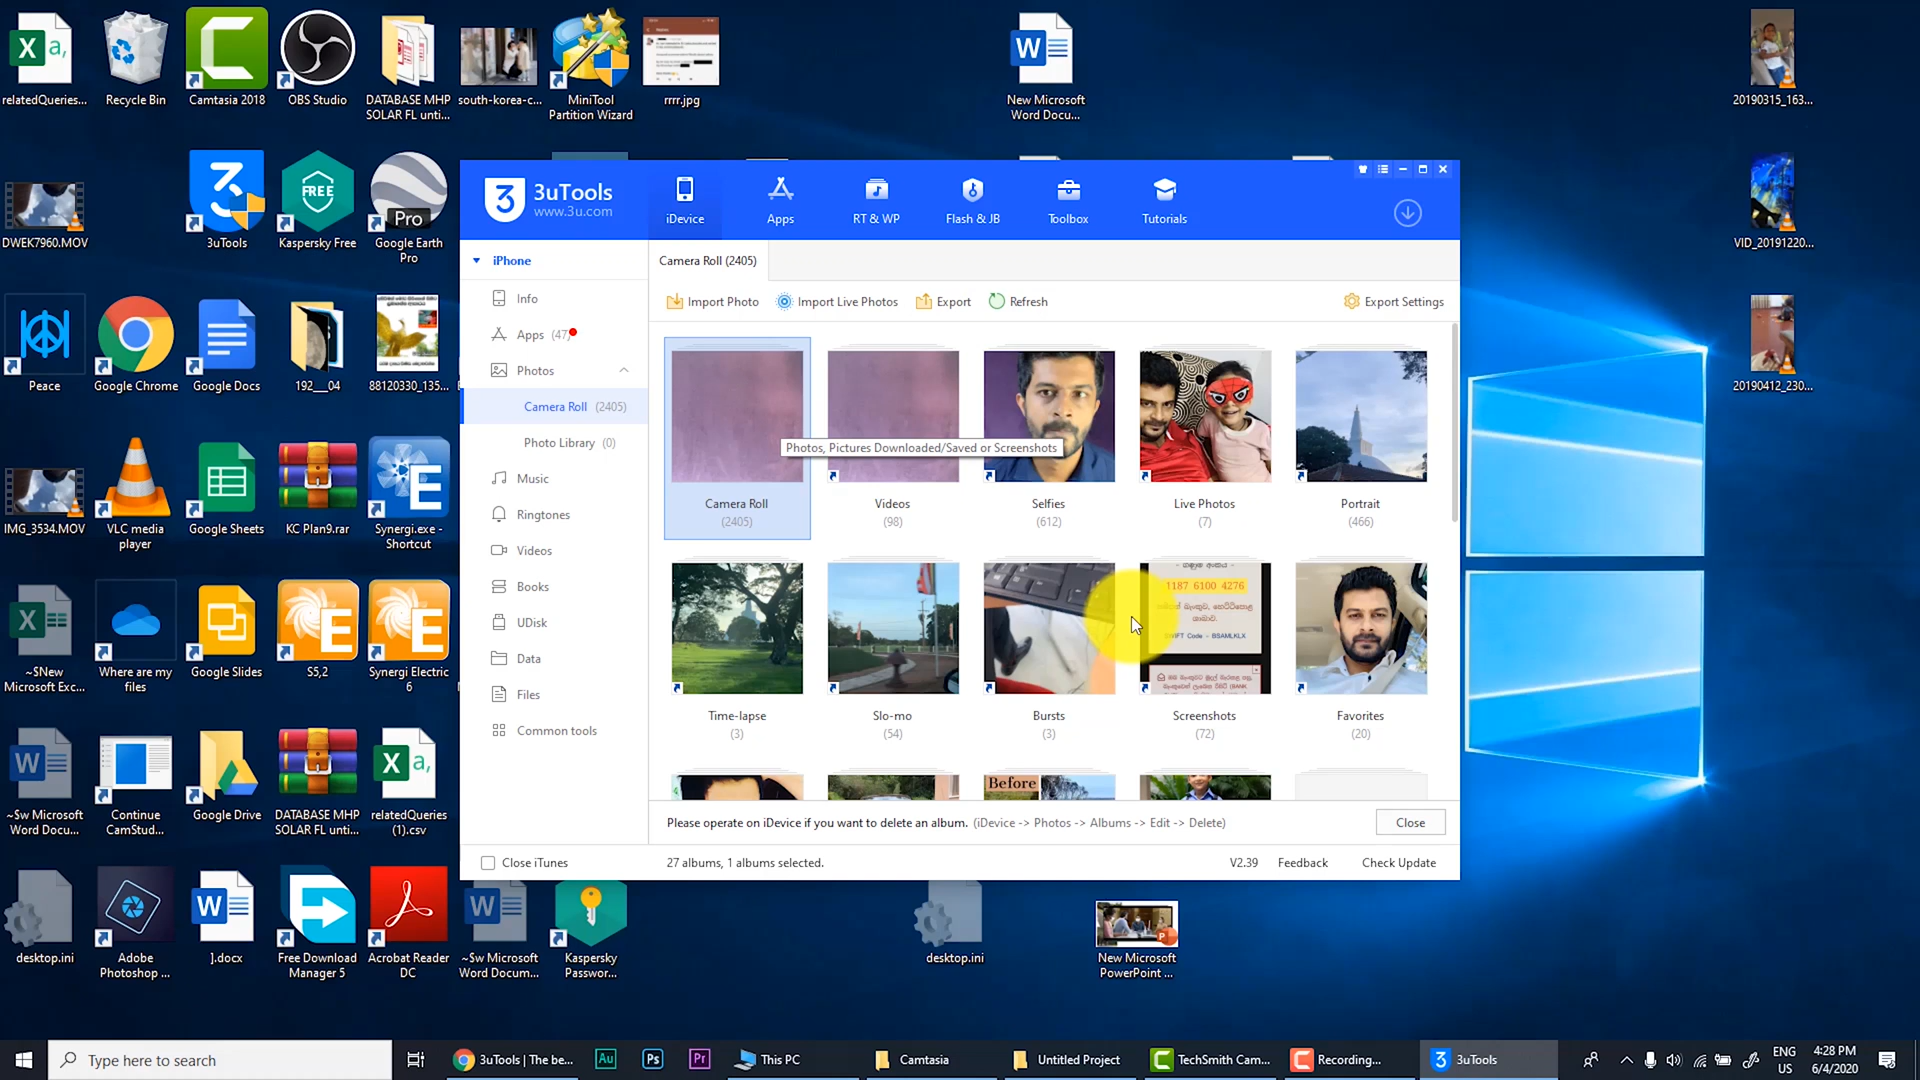 relatedQueries...
Recycle Bin
Camtasia 2018
OBS Studio
DATABASE MHP
SOLAR FL unti...
south-korea-c...
MiniTool
Partition Wizard
rrrr.jpg
New Microsoft
Word Docu...
20190315_163...
DWEK7960.MOV
3uTools
FREE
Kaspersky Free
Pro
Google Earth
Pro
VID_20191220...
3uTools
www.3u.com
iDevice
Apps
RT & WP
Flash & JB
Toolbox
Tutorials
iPhone
Camera Roll (2405)
Info
Import Photo
Import Live Photos
Export
Refresh
Export Settings
Apps (47)
Photos
Camera Roll (2405)
Photo Library (0)
Music
Ringtones
Videos
Books
UDisk
Data
Files
Common tools
Photos, Pictures Downloaded/Saved or Screenshots
Camera Roll
(2405)
Videos
(98)
Selfies
(612)
Live Photos
(7)
Portrait
(466)
1187 6100 4276
SWIFT Code - BSAMLKLX
Time-lapse
(3)
Slo-mo
(54)
Bursts
(3)
Screenshots
(72)
Favorites
(20)
Before
Please operate on iDevice if you want to delete an album. (iDevice -> Photos -> Albums -> Edit -> Delete)
Close
Close iTunes
27 albums, 1 albums selected.
V2.39
Feedback
Check Update
Peace
Google Chrome
Google Docs
192___04
88120330_135...
20190412_230...
IMG_3534.MOV
VLC media
player
Google Sheets
KC Plan9.rar
Synergi.exe -
Shortcut
~$New
Microsoft Exc...
Where are my
files
Google Slides
S5,2
Synergi Electric
6
~$w Microsoft
Word Docu...
Continue
CamStud...
Google Drive
DATABASE MHP
SOLAR FL unti...
relatedQueries
(1).csv
desktop.ini
Adobe
Photoshop ...
].docx
Free Download
Manager 5
Acrobat Reader
DC
~$w Microsoft
Word Docum...
Kaspersky
Passwor...
desktop.ini
New Microsoft
PowerPoint ...
Type here to search
3uTools | The be...
Au
Ps
Pr
This PC
Camtasia
Untitled Project
TechSmith Cam...
Recording...
3uTools
ENG
US
4:28 PM
6/4/2020